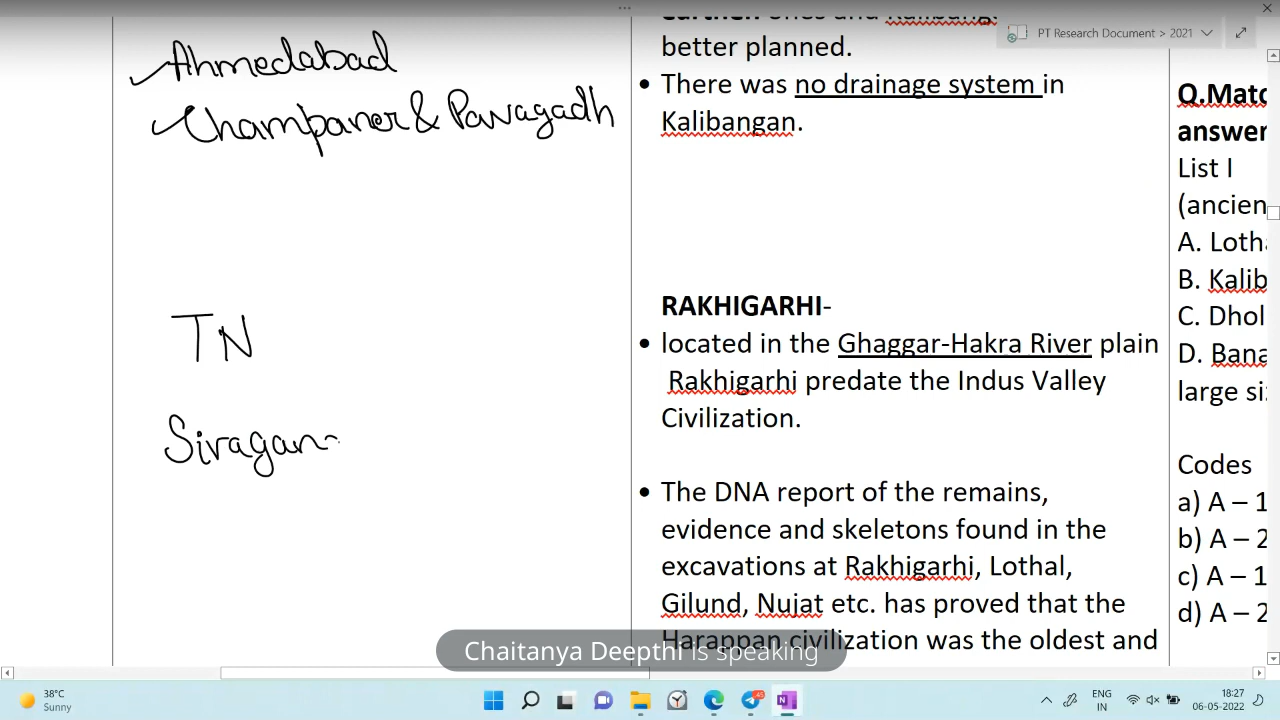 PT Research Document > 2021
Ahmedabad
Champaner & Pavagadh
TN
Siragan
better planned.
• There was no drainage system in
Kalibangan.
RAKHIGARHI-
• located in the Ghaggar-Hakra River plain
Rakhigarhi predate the Indus Valley
Civilization.
• The DNA report of the remains,
evidence and skeletons found in the
excavations at Rakhigarhi, Lothal,
Gilund, Nujat etc. has proved that the
Harappan civilization was the oldest and
Q.Matc
answer
List I
(ancien
A. Loth
B. Kalib
C. Dhol
D. Bana
large si
Codes
a) A – 1
b) A – 2
c) A – 1
d) A – 2
Chaitanya Deepthi is speaking
38°C
Sunny
45
ENG
IN
18:27
06-05-2022